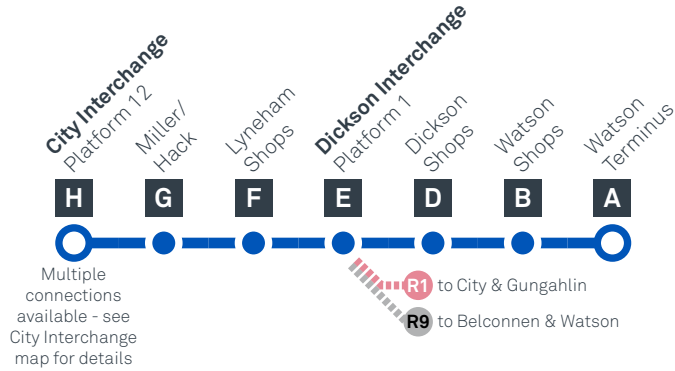 City Interchange
Platform 12
Miller/
Hack
Lyneham
Shops
Dickson Interchange
Platform 1
Dickson
Shops
Watson
Shops
Watson
Terminus
H
G
F
E
D
B
A
Multiple
connections
available - see
City Interchange
map for details
R1 to City & Gungahlin
R9 to Belconnen & Watson